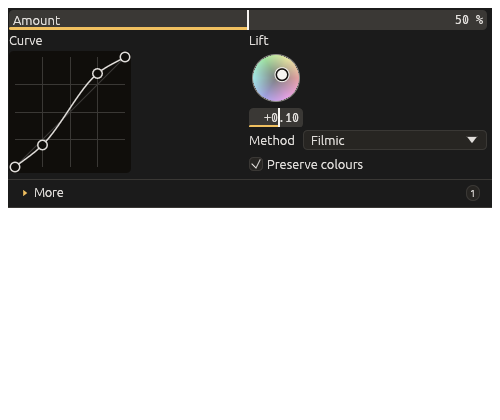 Amount 50 %
Curve
Lift
+0.10
Method Filmic
Preserve colours
More 1